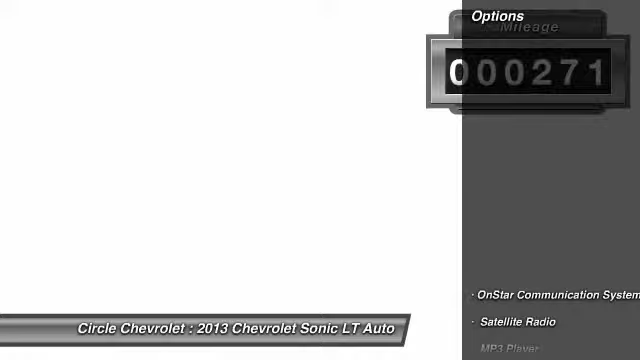 Options
Mileage
000271
· OnStar Communication System
· Satellite Radio
MP3 Player
Circle Chevrolet : 2013 Chevrolet Sonic LT Auto